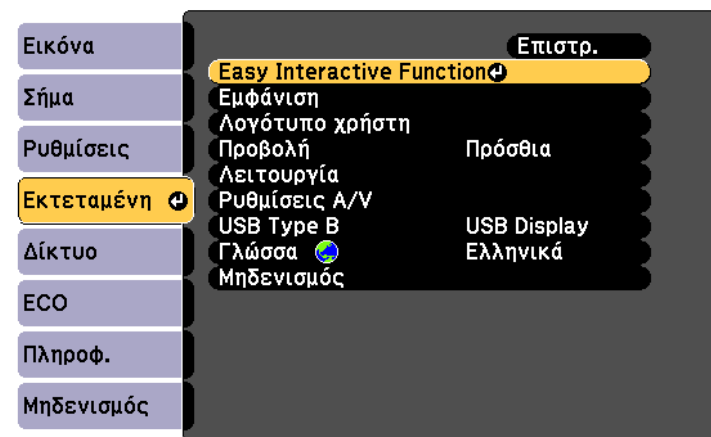 Εικόνα
Σήμα
Ρυθμίσεις
Εκτεταμένη
Δίκτυο
ECO
Πληροφ.
Μηδενισμός
Επιστρ.
Easy Interactive Function
Εμφάνιση
Λογότυπο χρήστη
Προβολή Πρόσθια
Λειτουργία
Ρυθμίσεις A/V
USB Type B USB Display
Γλώσσα Ελληνικά
Μηδενισμός